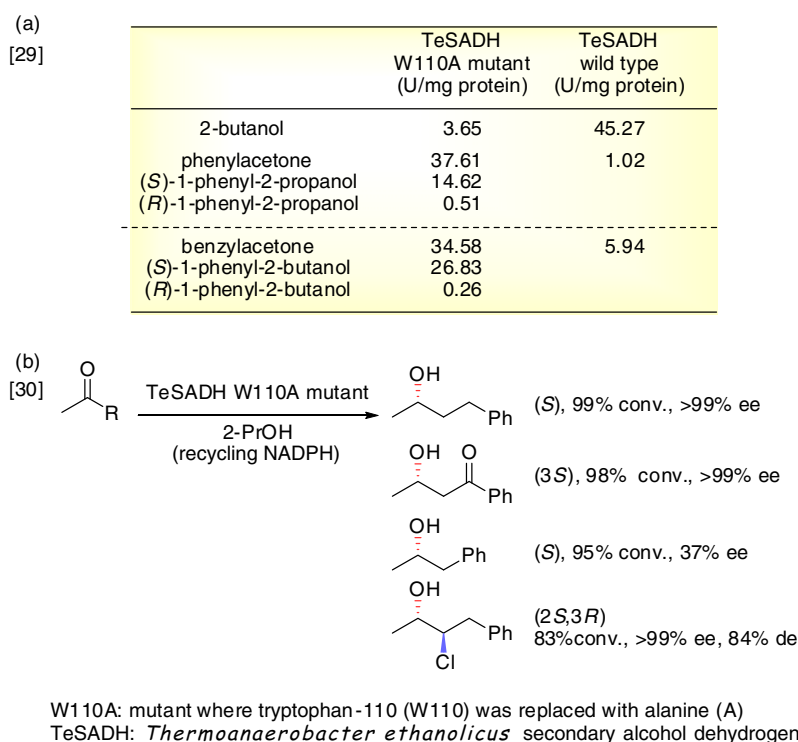 (a)
[29]
TeSADH W110A mutant (U/mg protein)
TeSADH wild type (U/mg protein)
2-butanol 3.65 45.27
phenylacetone 37.61 1.02
(S)-1-phenyl-2-propanol 14.62
(R)-1-phenyl-2-propanol 0.51
benzylacetone 34.58 5.94
(S)-1-phenyl-2-butanol 26.83
(R)-1-phenyl-2-butanol 0.26
(b)
[30]
O
R
TeSADH W110A mutant
2-PrOH
(recycling NADPH)
OH
Ph
(S), 99% conv., >99% ee
OH O
Ph
(3S), 98% conv., >99% ee
OH
Ph
(S), 95% conv., 37% ee
OH
Ph
Cl
(2S,3R)
83%conv., >99% ee, 84% de
W110A: mutant where tryptophan-110 (W110) was replaced with alanine (A)
TeSADH: Thermoanaerobacter ethanolicus secondary alcohol dehydrogen